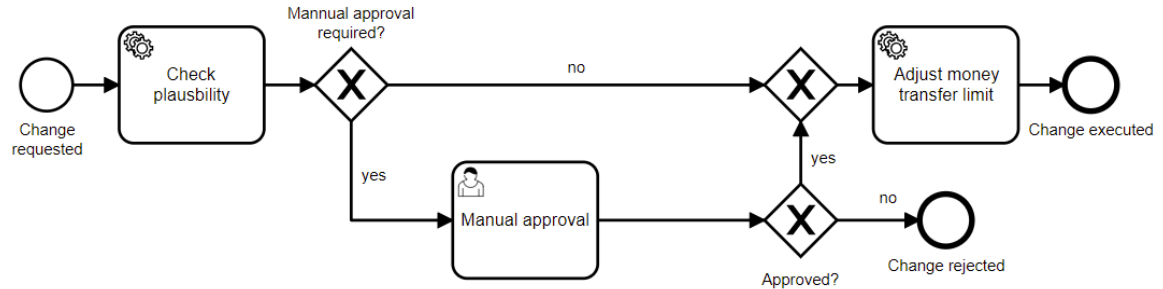 Mannual approval
required?
Check
plausbility
no
Adjust money
transfer limit
Change
requested
Change executed
yes
yes
Manual approval
no
Approved?
Change rejected